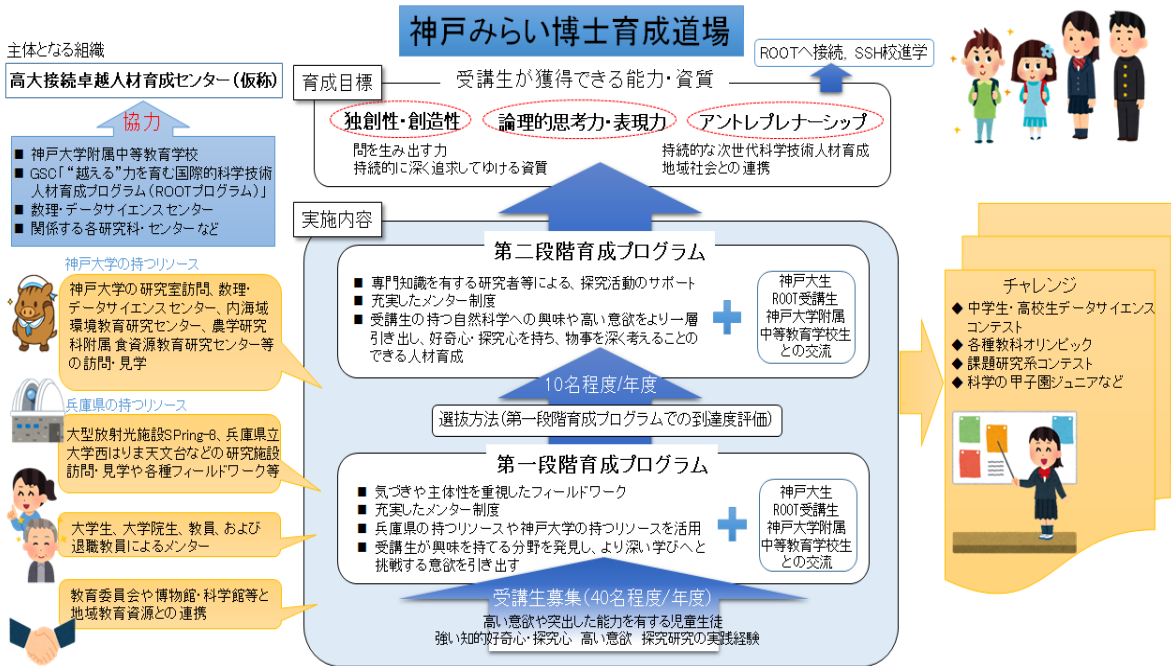 神戸みらい博士育成道場
主体となる組織
高大接続卓越人材育成センター(仮称)
協力
■ 神戸大学附属中等教育学校
■ GSC「“越える”力を育む国際的科学技術
人材育成プログラム(ROOTプログラム)」
■ 数理・データサイエンスセンター
■ 関係する各研究科・センターなど
神戸大学の持つリソース
神戸大学の研究室訪問、数理・
データサイエンスセンター、内海域
環境教育研究センター、農学研究
科附属食資源教育研究センター等
の訪問・見学
兵庫県の持つリソース
大型放射光施設SPring-8、兵庫県立
大学西はりま天文台などの研究施設
訪問・見学や各種フィールドワーク等
大学生、大学院生、教員、および
退職教員によるメンター
教育委員会や博物館・科学館等と
地域教育資源との連携
ROOTへ接続, SSH校進学
育成目標
受講生が獲得できる能力・資質
独創性・創造性
論理的思考力・表現力
アントレプレナーシップ
問を生み出す力
持続的に深く追求してゆける資質
持続的な次世代科学技術人材育成
地域社会との連携
実施内容
第二段階育成プログラム
■ 専門知識を有する研究者等による、探究活動のサポート
■ 充実したメンター制度
■ 受講生の持つ自然科学への興味や高い意欲をより一層
引き出し、好奇心・探究心を持ち、物事を深く考えることの
できる人材育成
神戸大生
ROOT受講生
神戸大学附属
中等教育学校生
との交流
10名程度/年度
選抜方法(第一段階育成プログラムでの到達度評価)
第一段階育成プログラム
■ 気づきや主体性を重視したフィールドワーク
■ 充実したメンター制度
■ 兵庫県の持つリソースや神戸大学の持つリソースを活用
■ 受講生が興味を持てる分野を発見し、より深い学びへと
挑戦する意欲を引き出す
神戸大生
ROOT受講生
神戸大学附属
中等教育学校生
との交流
受講生募集(40名程度/年度)
高い意欲や突出した能力を有する児童生徒
強い知的好奇心・探究心 高い意欲 探究研究の実践経験
チャレンジ
◆ 中学生・高校生データサイエンス
コンテスト
◆ 各種教科オリンピック
◆ 課題研究系コンテスト
◆ 科学の甲子園ジュニアなど